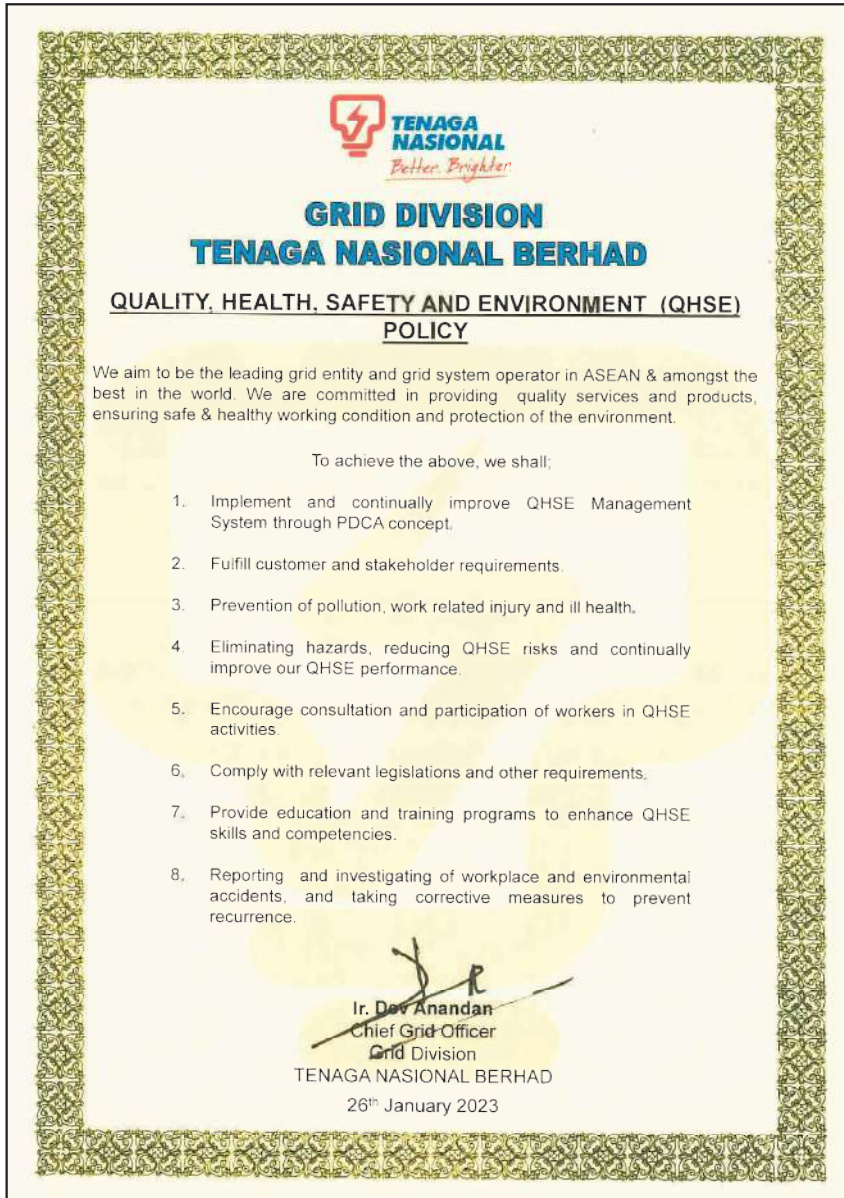 TENAGA
NASIONAL
Better. Brighter.
GRID DIVISION
TENAGA NASIONAL BERHAD
QUALITY, HEALTH, SAFETY AND ENVIRONMENT (QHSE)
POLICY
We aim to be the leading grid entity and grid system operator in ASEAN & amongst the
best in the world. We are committed in providing quality services and products,
ensuring safe & healthy working condition and protection of the environment.
To achieve the above, we shall;
1. Implement and continually improve QHSE Management
System through PDCA concept.
2. Fulfill customer and stakeholder requirements.
3. Prevention of pollution, work related injury and ill health.
4. Eliminating hazards, reducing QHSE risks and continually
improve our QHSE performance.
5. Encourage consultation and participation of workers in QHSE
activities.
6. Comply with relevant legislations and other requirements.
7. Provide education and training programs to enhance QHSE
skills and competencies.
8. Reporting and investigating of workplace and environmental
accidents, and taking corrective measures to prevent
recurrence.
Ir. Dev Anandan
Chief Grid Officer
Grid Division
TENAGA NASIONAL BERHAD
26th January 2023